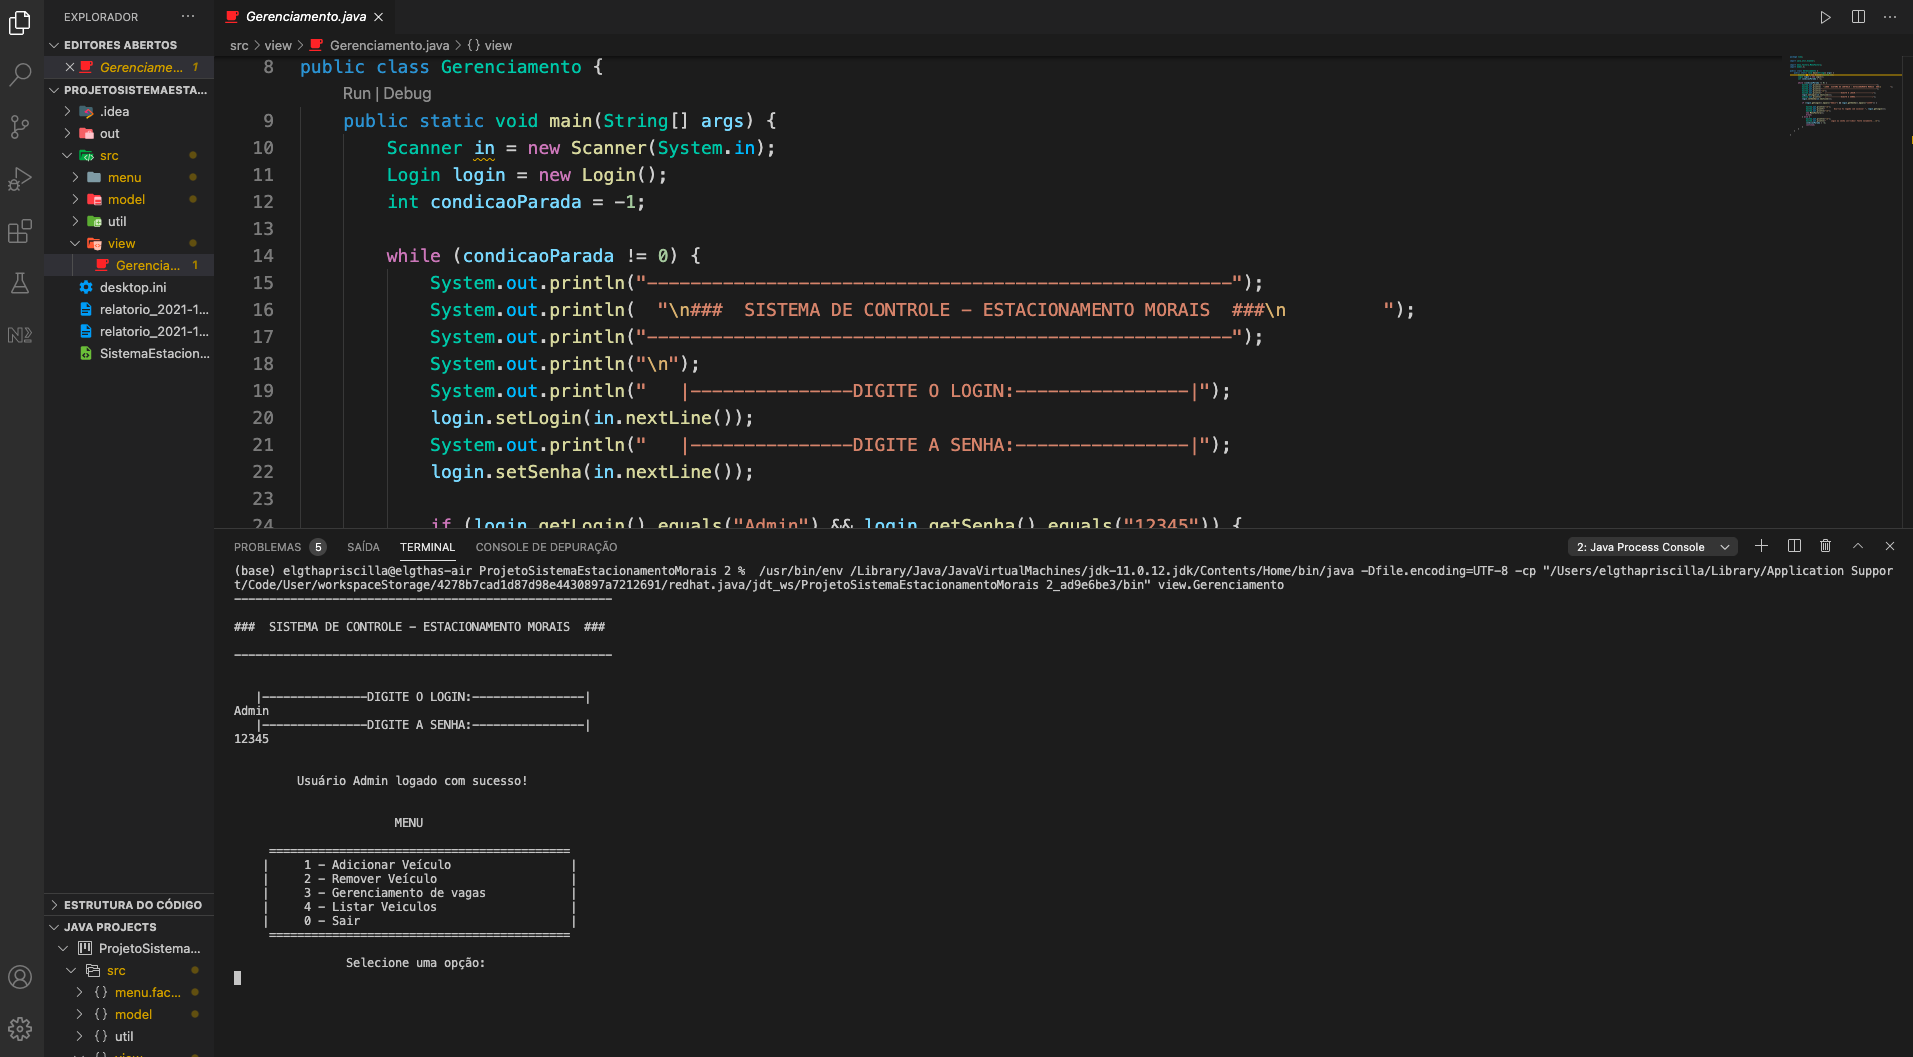 EXPLORADOR
EDITORES ABERTOS
Gerenciame... 1
PROJETOSISTEMAESTA...
.idea
out
src
menu
model
util
view
Gerencia... 1
desktop.ini
relatorio_2021-1...
relatorio_2021-1...
SistemaEstacion...
ESTRUTURA DO CÓDIGO
JAVA PROJECTS
ProjetoSistema...
src
menu.fac...
model
util
view
Gerenciamento.java
src > view > Gerenciamento.java > {} view
8 public class Gerenciamento {
Run | Debug
9 public static void main(String[] args) {
10 Scanner in = new Scanner(System.in);
11 Login login = new Login();
12 int condicaoParada = -1;
13
14 while (condicaoParada != 0) {
15 System.out.println("------------------------------------------------------");
16 System.out.println(  "\n###  SISTEMA DE CONTROLE - ESTACIONAMENTO MORAIS  ###\n         ");
17 System.out.println("------------------------------------------------------");
18 System.out.println("\n");
19 System.out.println("   |---------------DIGITE O LOGIN:----------------|");
20 login.setLogin(in.nextLine());
21 System.out.println("   |---------------DIGITE A SENHA:----------------|");
22 login.setSenha(in.nextLine());
23
24 if (login.getLogin().equals("Admin") && login.getSenha().equals("12345")) {
PROBLEMAS 5 SAÍDA TERMINAL CONSOLE DE DEPURAÇÃO 2: Java Process Console
(base) elgthapriscilla@elgthas-air ProjetoSistemaEstacionamentoMorais 2 %  /usr/bin/env /Library/Java/JavaVirtualMachines/jdk-11.0.12.jdk/Contents/Home/bin/java -Dfile.encoding=UTF-8 -cp "/Users/elgthapriscilla/Library/Application Suppor
t/Code/User/workspaceStorage/4278b7cad1d87d98e4430897a7212691/redhat.java/jdt_ws/ProjetoSistemaEstacionamentoMorais 2_ad9e6be3/bin" view.Gerenciamento
------------------------------------------------------
###  SISTEMA DE CONTROLE - ESTACIONAMENTO MORAIS  ###
------------------------------------------------------
|---------------DIGITE O LOGIN:----------------|
Admin
|---------------DIGITE A SENHA:----------------|
12345
Usuário Admin logado com sucesso!
MENU
===========================================
|     1 - Adicionar Veículo                 |
|     2 - Remover Veículo                   |
|     3 - Gerenciamento de vagas            |
|     4 - Listar Veiculos                   |
|     0 - Sair                              |
===========================================
Selecione uma opção: